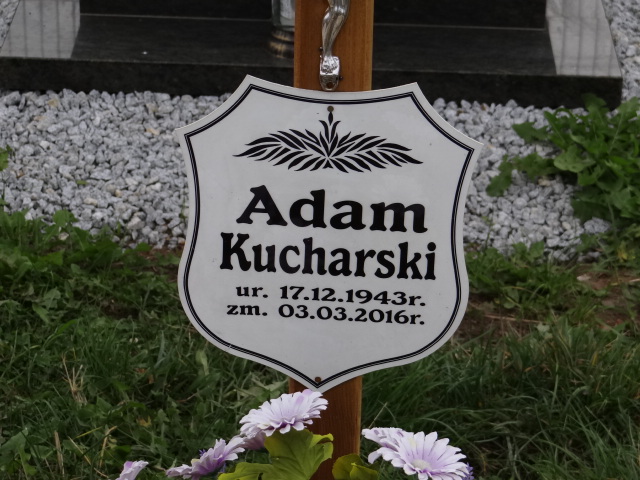 Adam
Kucharski
ur. 17.12.1943r.
zm. 03.03.2016r.